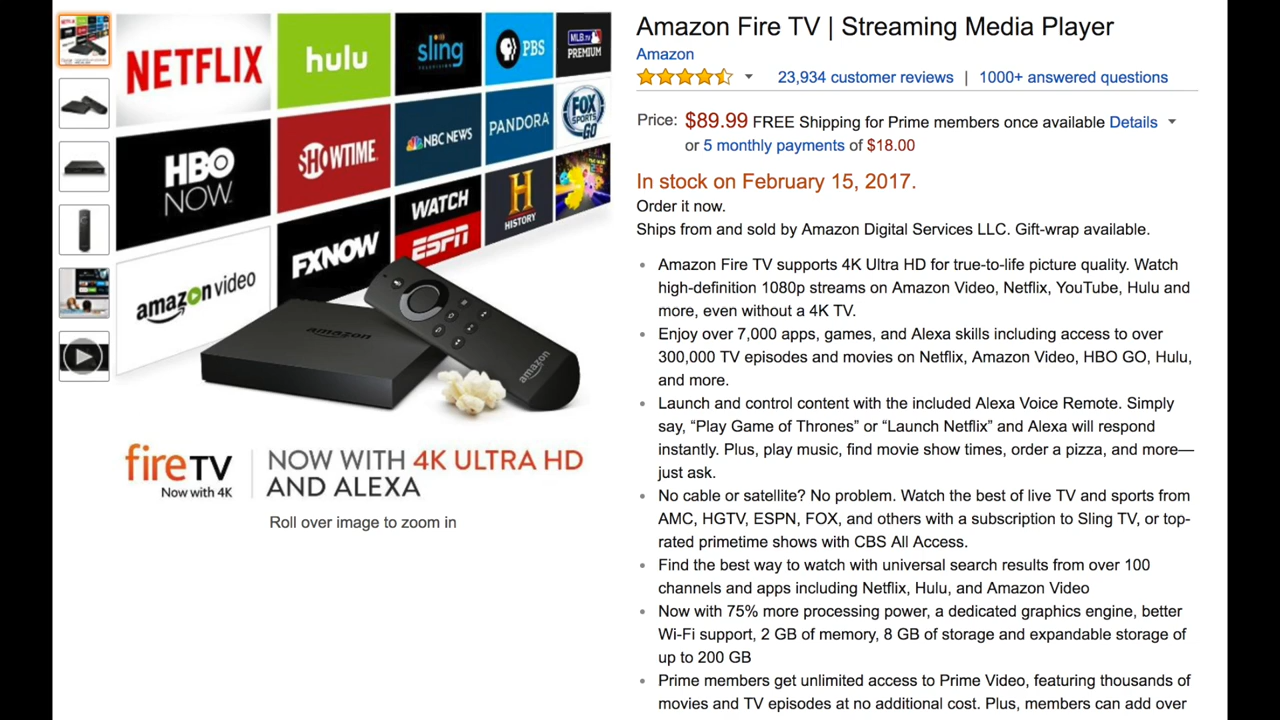 NETFLIX
hulu
sling
TELEVISION
PBS
MLB.TV
PREMIUM
HBO
NOW
SHOWTIME
NBC NEWS
PANDORA
FOX
SPORTS
GO
FXNOW
WATCH
ESPN
H
HISTORY
amazon video
amazon
amazon
fireTV
Now with 4K
NOW WITH 4K ULTRA HD
AND ALEXA
Roll over image to zoom in
Amazon Fire TV | Streaming Media Player
Amazon
23,934 customer reviews | 1000+ answered questions
Price: $89.99 FREE Shipping for Prime members once available Details
or 5 monthly payments of $18.00
In stock on February 15, 2017.
Order it now.
Ships from and sold by Amazon Digital Services LLC. Gift-wrap available.
• Amazon Fire TV supports 4K Ultra HD for true-to-life picture quality. Watch
high-definition 1080p streams on Amazon Video, Netflix, YouTube, Hulu and
more, even without a 4K TV.
• Enjoy over 7,000 apps, games, and Alexa skills including access to over
300,000 TV episodes and movies on Netflix, Amazon Video, HBO GO, Hulu,
and more.
• Launch and control content with the included Alexa Voice Remote. Simply
say, “Play Game of Thrones” or “Launch Netflix” and Alexa will respond
instantly. Plus, play music, find movie show times, order a pizza, and more—
just ask.
• No cable or satellite? No problem. Watch the best of live TV and sports from
AMC, HGTV, ESPN, FOX, and others with a subscription to Sling TV, or top-
rated primetime shows with CBS All Access.
• Find the best way to watch with universal search results from over 100
channels and apps including Netflix, Hulu, and Amazon Video
• Now with 75% more processing power, a dedicated graphics engine, better
Wi-Fi support, 2 GB of memory, 8 GB of storage and expandable storage of
up to 200 GB
• Prime members get unlimited access to Prime Video, featuring thousands of
movies and TV episodes at no additional cost. Plus, members can add over